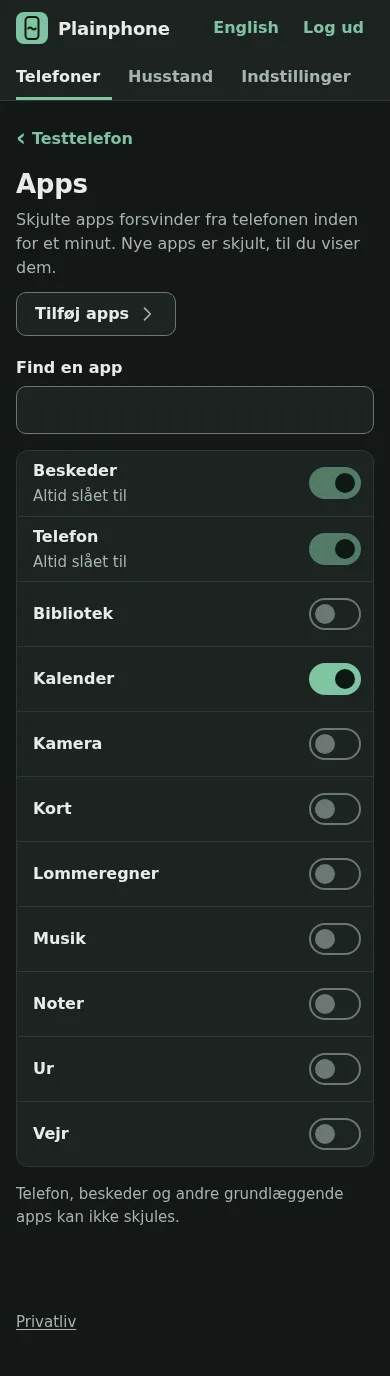 Plainphone
English
Log ud
Telefoner
Husstand
Indstillinger
Testtelefon
Apps
Skjulte apps forsvinder fra telefonen inden
for et minut. Nye apps er skjult, til du viser
dem.
Tilføj apps
Find en app
Beskeder
Altid slået til
Telefon
Altid slået til
Bibliotek
Kalender
Kamera
Kort
Lommeregner
Musik
Noter
Ur
Vejr
Telefon, beskeder og andre grundlæggende
apps kan ikke skjules.
Privatliv